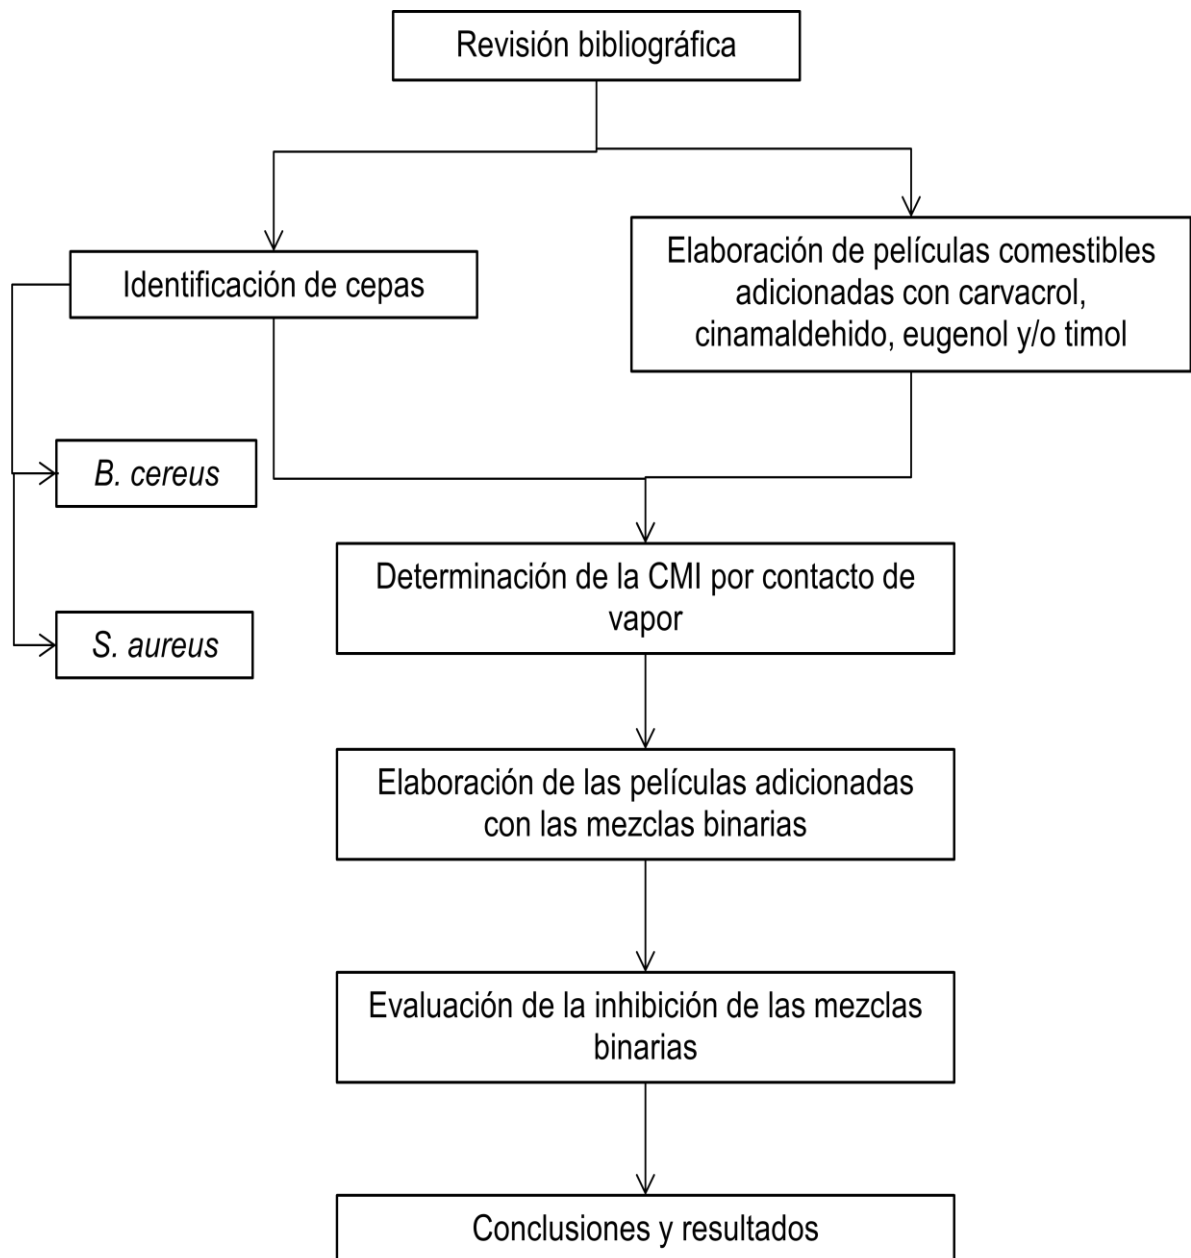 Revisión bibliográfica
Identificación de cepas
Elaboración de películas comestibles
adicionadas con carvacrol,
cinamaldehido, eugenol y/o timol
B. cereus
S. aureus
Determinación de la CMI por contacto de
vapor
Elaboración de las películas adicionadas
con las mezclas binarias
Evaluación de la inhibición de las mezclas
binarias
Conclusiones y resultados